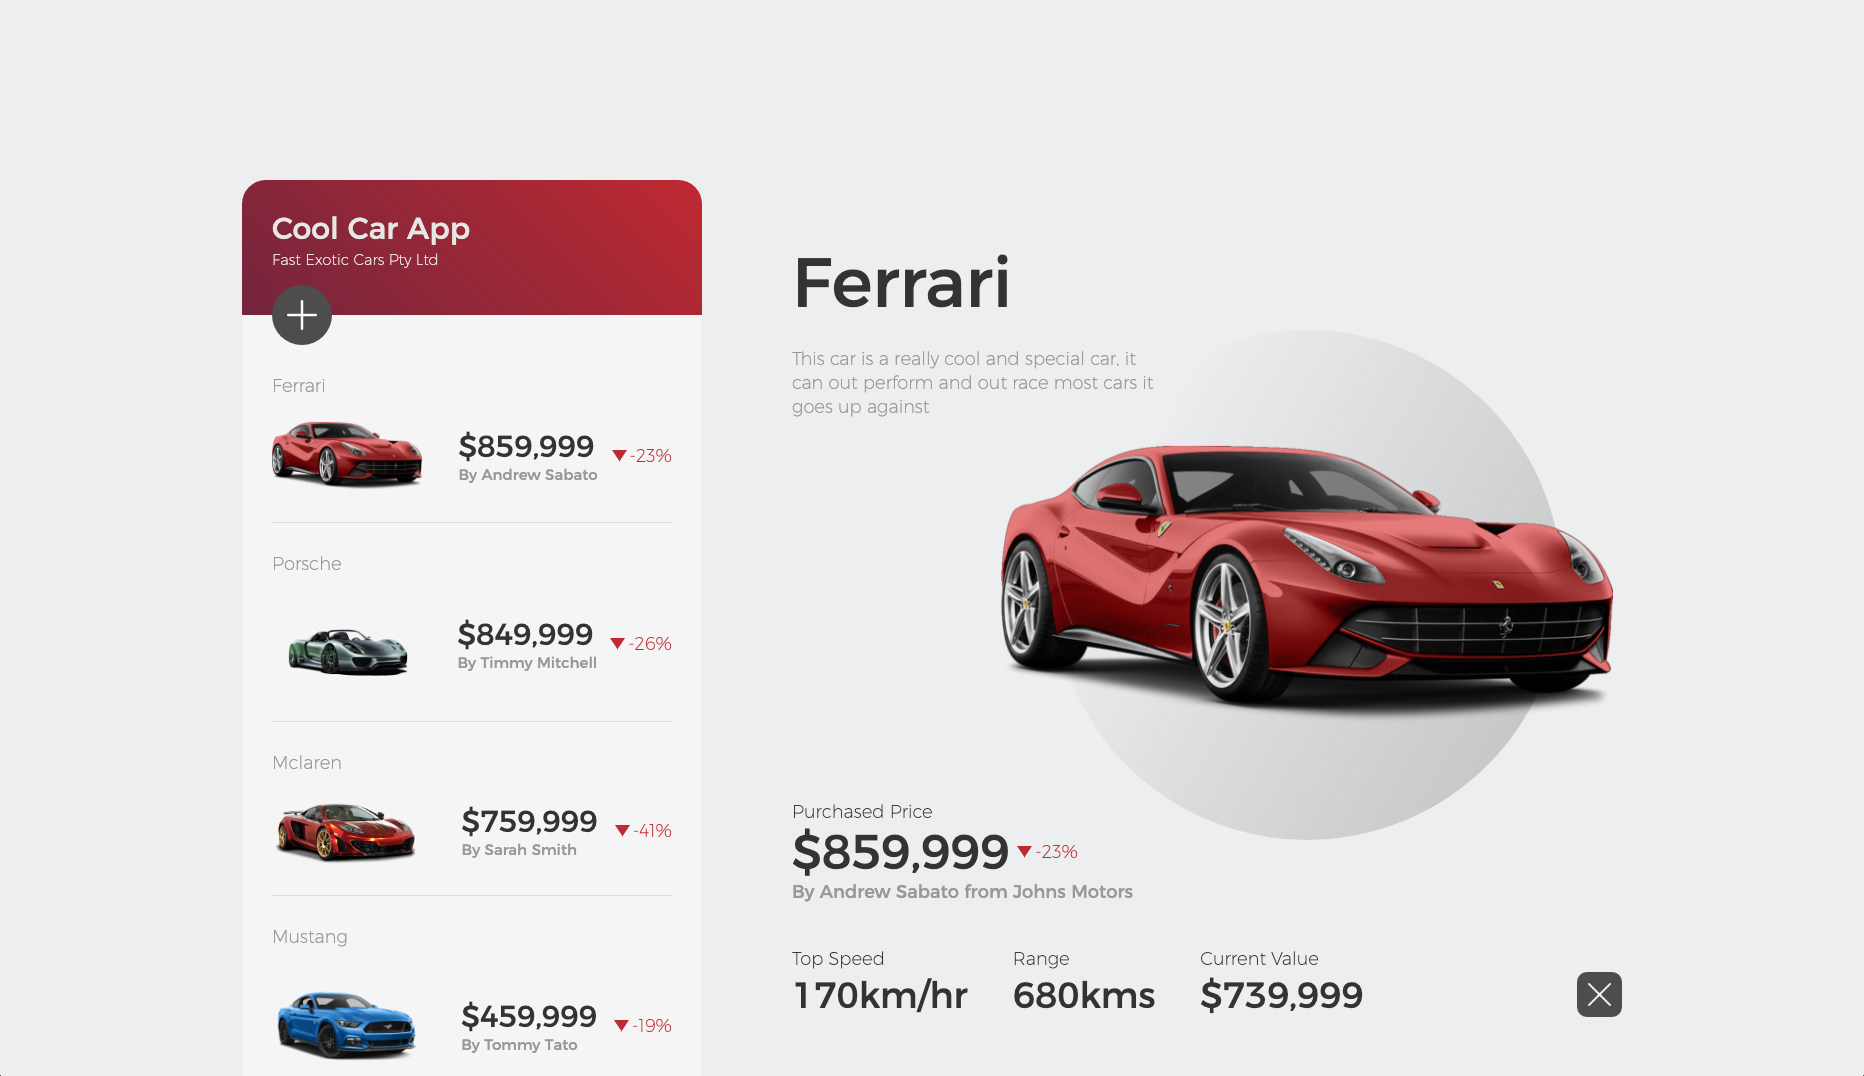 Cool Car App
Fast Exotic Cars Pty Ltd
Ferrari
$859,999
-23%
By Andrew Sabato
Porsche
$849,999
-26%
By Timmy Mitchell
Mclaren
$759,999
-41%
By Sarah Smith
Mustang
$459,999
-19%
By Tommy Tato
Ferrari
This car is a really cool and special car, it
can out perform and out race most cars it
goes up against
Purchased Price
$859,999
-23%
By Andrew Sabato from Johns Motors
Top Speed
170km/hr
Range
680kms
Current Value
$739,999